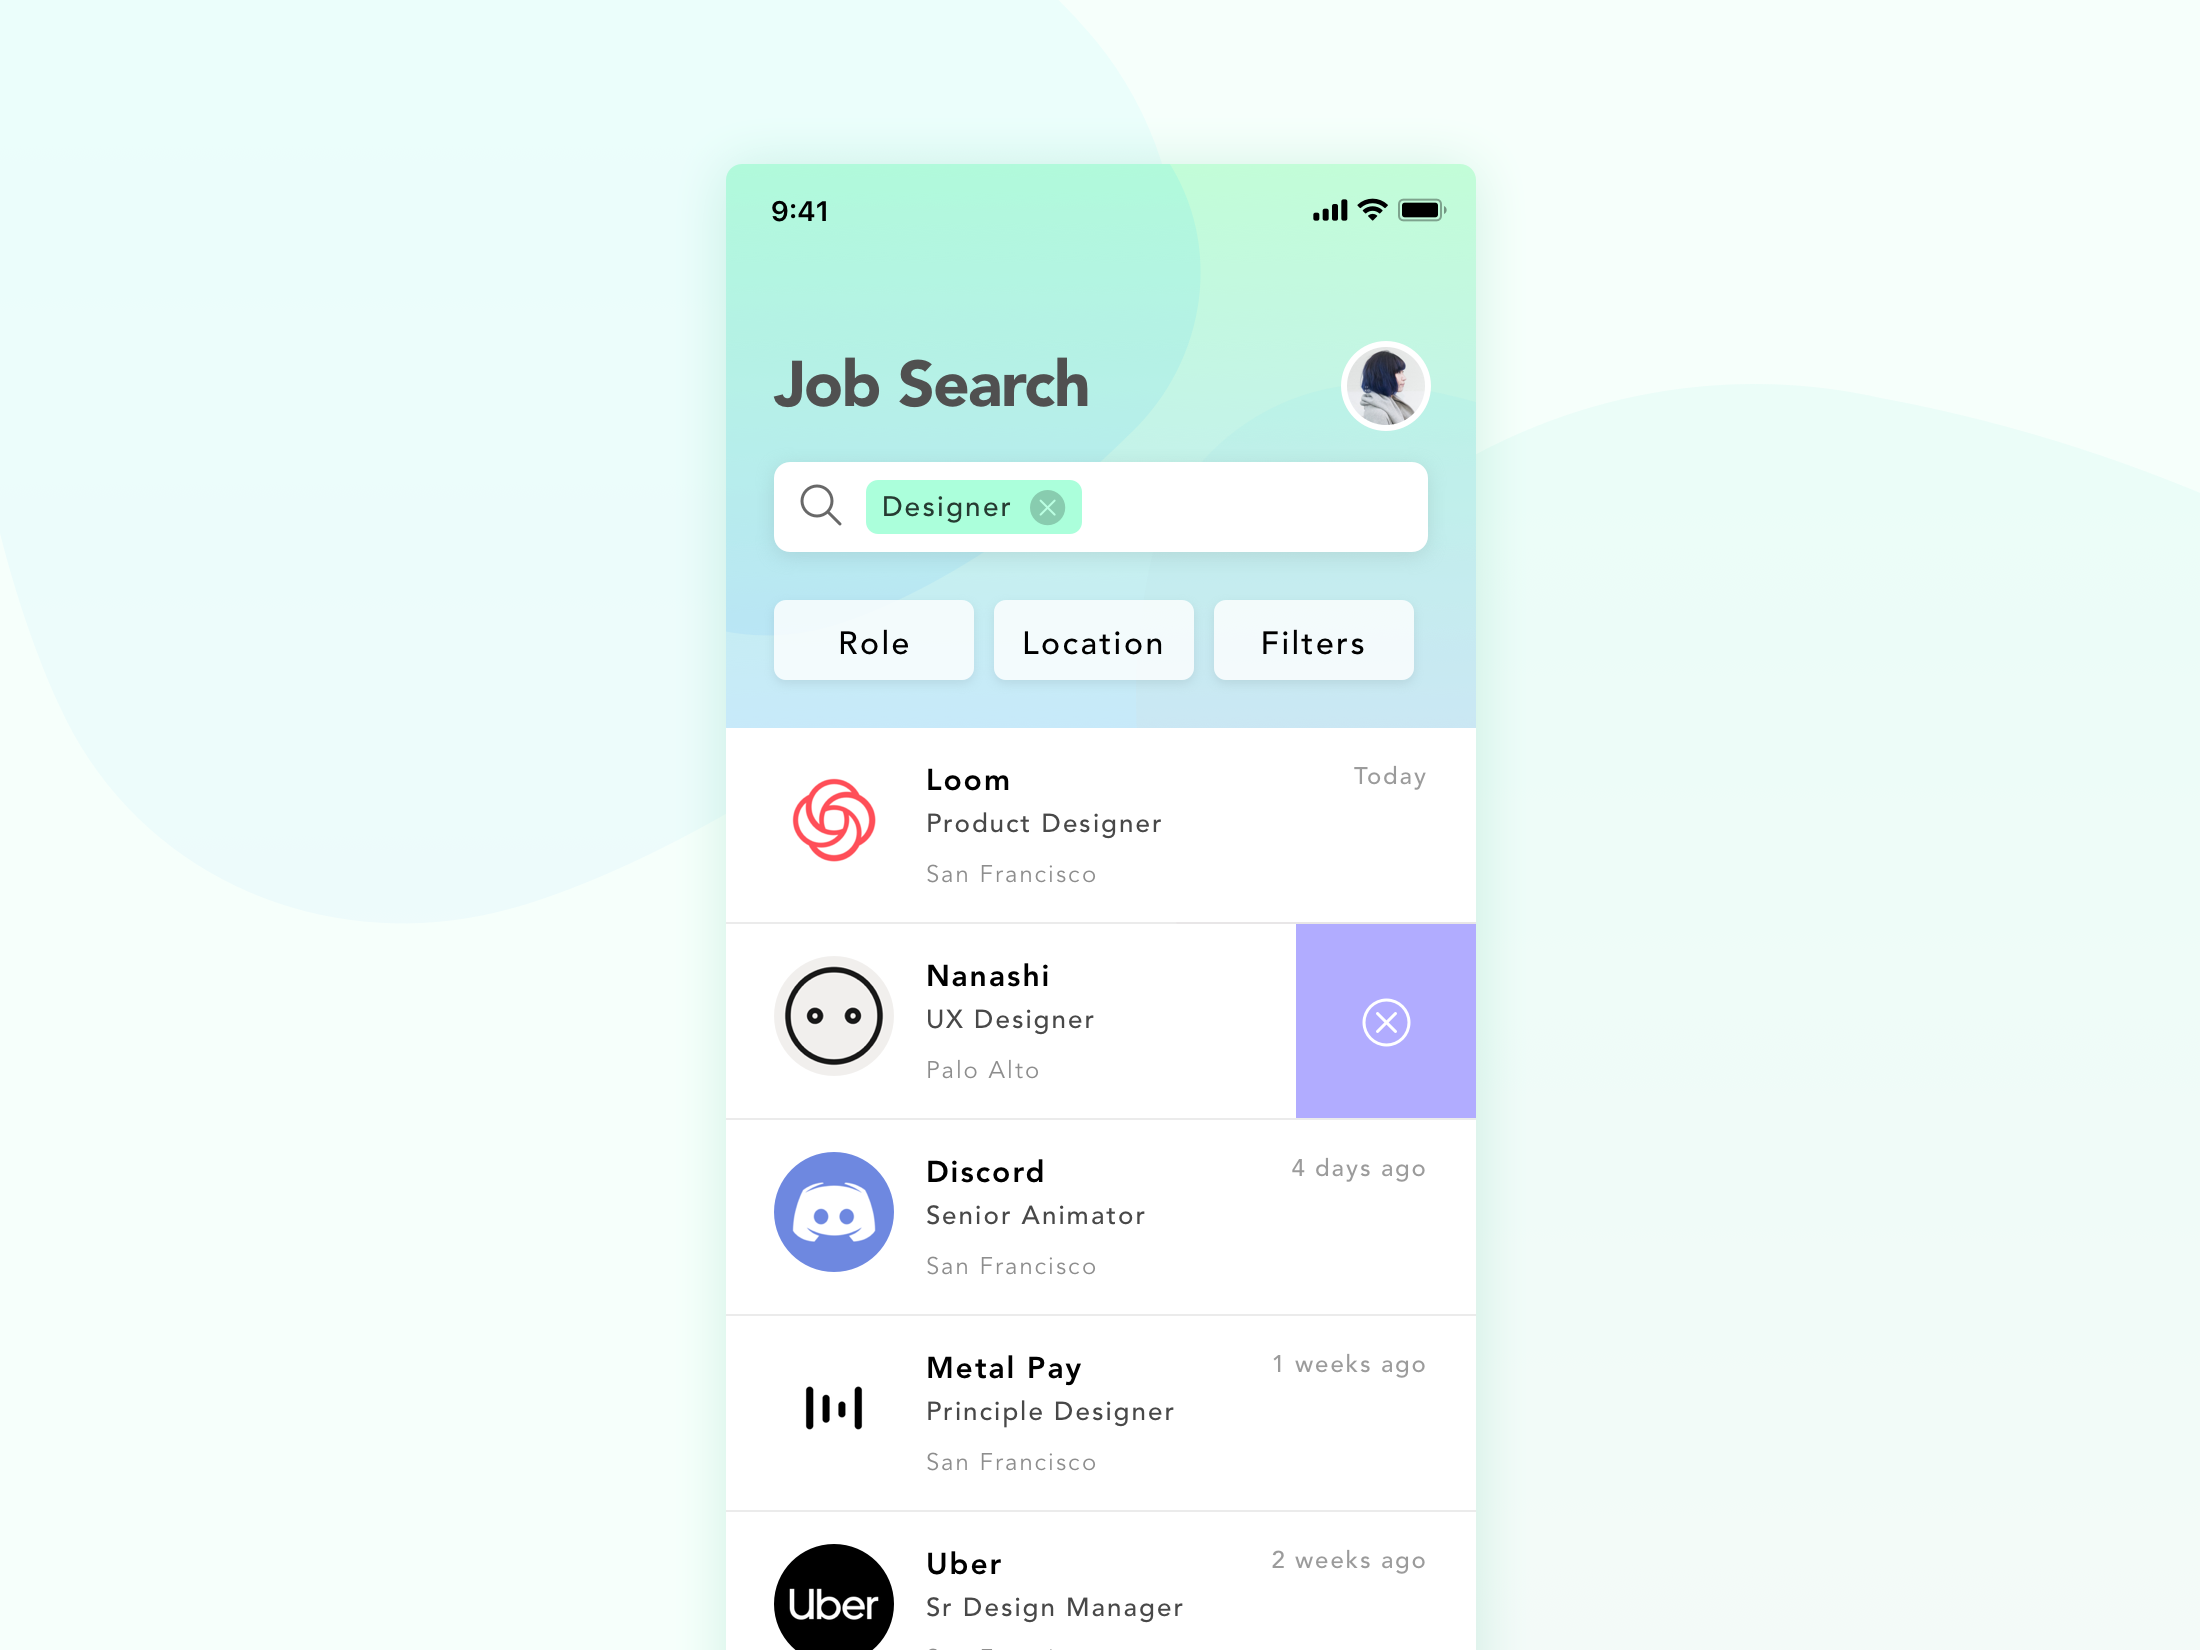 9:41
Job Search
Designer
Role
Location
Filters
Loom
Today
Product Designer
San Francisco
Nanashi
UX Designer
Palo Alto
Discord
4 days ago
Senior Animator
San Francisco
Metal Pay
1 weeks ago
Principle Designer
San Francisco
Uber
2 weeks ago
Uber
Sr Design Manager